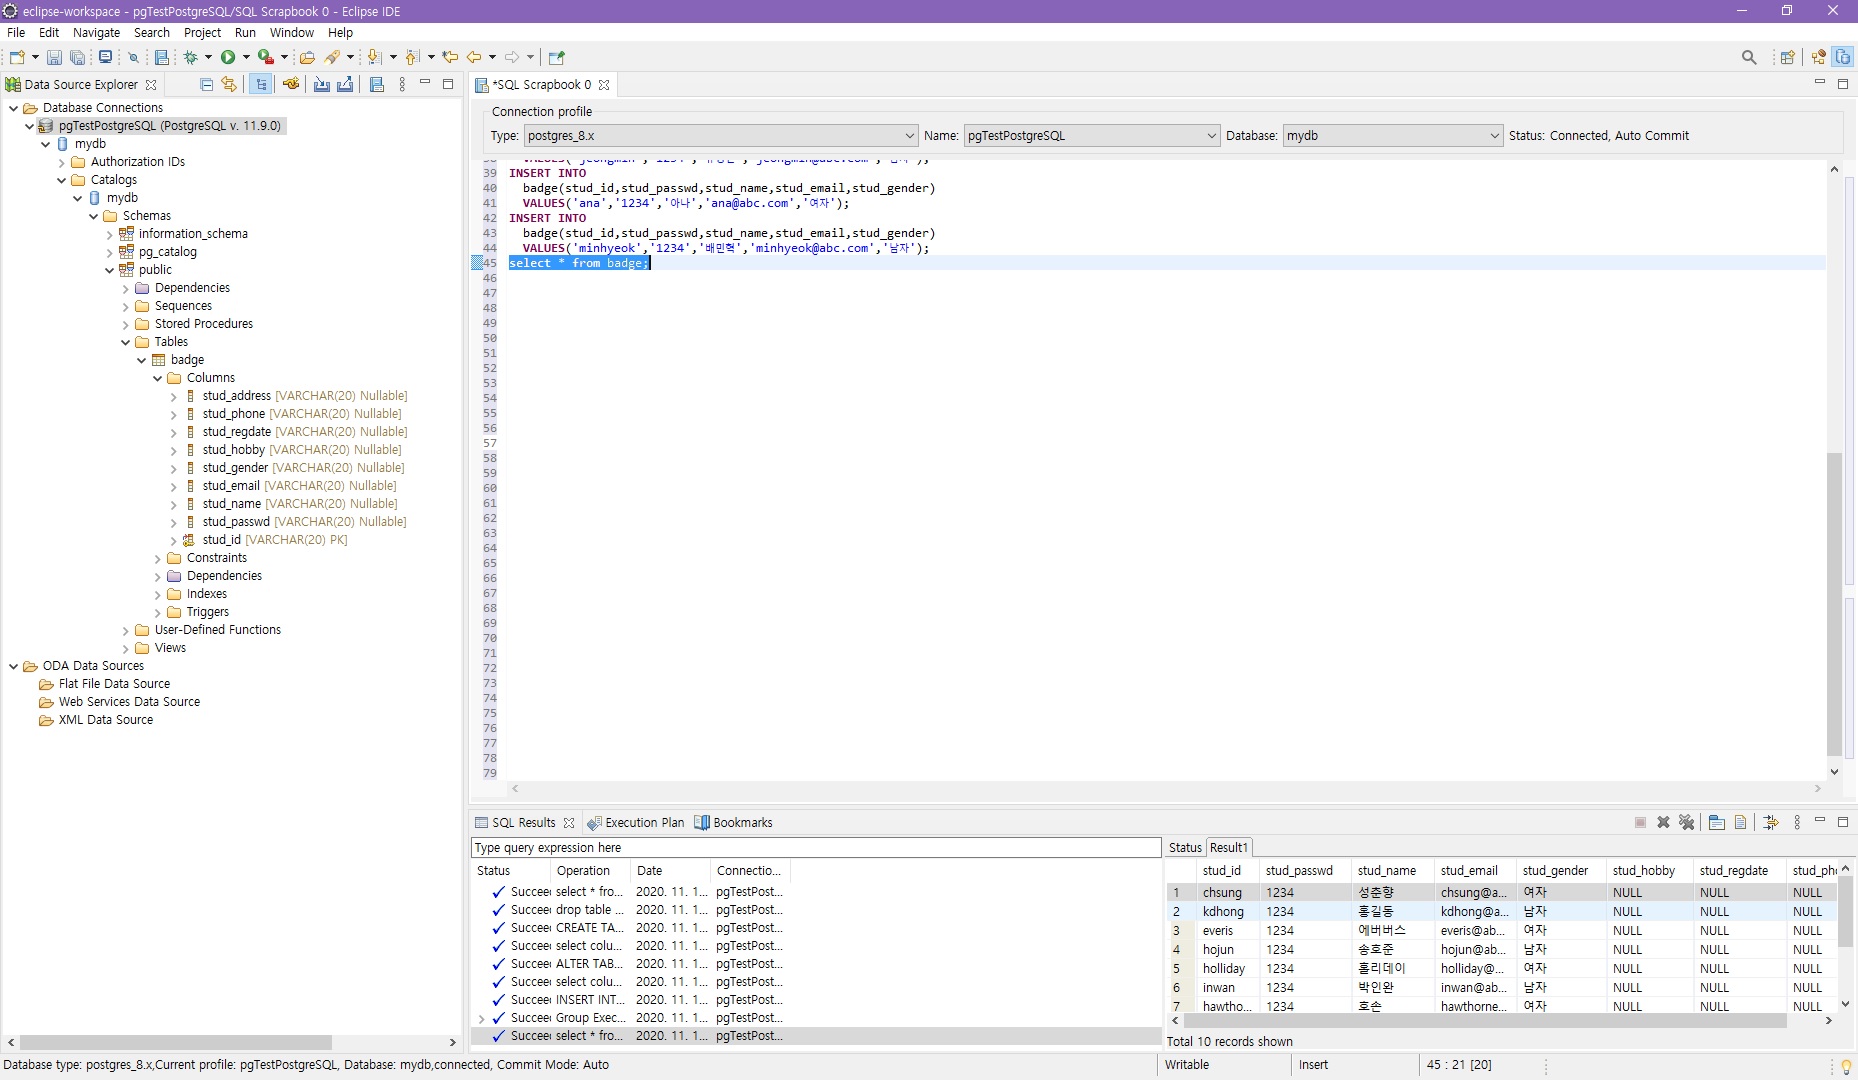 eclipse-workspace - pgTestPostgreSQL/SQL Scrapbook 0 - Eclipse IDE
File Edit Navigate Search Project Run Window Help
Data Source Explorer
Database Connections
pgTestPostgreSQL (PostgreSQL v. 11.9.0)
mydb
Authorization IDs
Catalogs
mydb
Schemas
information_schema
pg_catalog
public
Dependencies
Sequences
Stored Procedures
Tables
badge
Columns
stud_address [VARCHAR(20) Nullable]
stud_phone [VARCHAR(20) Nullable]
stud_regdate [VARCHAR(20) Nullable]
stud_hobby [VARCHAR(20) Nullable]
stud_gender [VARCHAR(20) Nullable]
stud_email [VARCHAR(20) Nullable]
stud_name [VARCHAR(20) Nullable]
stud_passwd [VARCHAR(20) Nullable]
stud_id [VARCHAR(20) PK]
Constraints
Dependencies
Indexes
Triggers
User-Defined Functions
Views
ODA Data Sources
Flat File Data Source
Web Services Data Source
XML Data Source
*SQL Scrapbook 0
Connection profile
Type: postgres_8.x Name: pgTestPostgreSQL Database: mydb Status: Connected, Auto Commit
39 INSERT INTO
40 badge(stud_id,stud_passwd,stud_name,stud_email,stud_gender)
41 VALUES('ana','1234','아나','ana@abc.com','여자');
42 INSERT INTO
43 badge(stud_id,stud_passwd,stud_name,stud_email,stud_gender)
44 VALUES('minhyeok','1234','배민혁','minhyeok@abc.com','남자');
45 select * from badge;
46
47
48
49
50
51
52
53
54
55
56
57
58
59
60
61
62
63
64
65
66
67
68
69
70
71
72
73
74
75
76
77
78
79
SQL Results Execution Plan Bookmarks
Type query expression here
Status Operation Date Connectio...
Succee select * fro... 2020. 11. 1... pgTestPost...
Succee drop table ... 2020. 11. 1... pgTestPost...
Succee CREATE TA... 2020. 11. 1... pgTestPost...
Succee select colu... 2020. 11. 1... pgTestPost...
Succee ALTER TAB... 2020. 11. 1... pgTestPost...
Succee select colu... 2020. 11. 1... pgTestPost...
Succee INSERT INT... 2020. 11. 1... pgTestPost...
Succee Group Exec... 2020. 11. 1... pgTestPost...
Succee select * fro... 2020. 11. 1... pgTestPost...
Status Result1
stud_id stud_passwd stud_name stud_email stud_gender stud_hobby stud_regdate stud_pho
1 chsung 1234 성춘향 chsung@a... 여자 NULL NULL NULL
2 kdhong 1234 홍길동 kdhong@a... 남자 NULL NULL NULL
3 everis 1234 에버버스 everis@ab... 여자 NULL NULL NULL
4 hojun 1234 송호준 hojun@ab... 남자 NULL NULL NULL
5 holliday 1234 홀리데이 holliday@... 여자 NULL NULL NULL
6 inwan 1234 박인완 inwan@ab... 남자 NULL NULL NULL
7 hawtho... 1234 호손 hawthorne... 여자 NULL NULL NULL
Total 10 records shown
Database type: postgres_8.x,Current profile: pgTestPostgreSQL, Database: mydb,connected, Commit Mode: Auto
Writable Insert 45 : 21 [20]